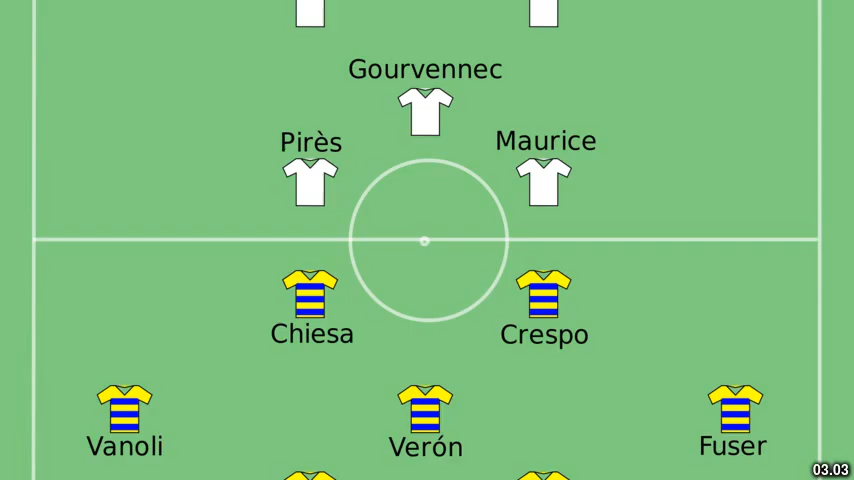 Gourvennec
Pirès
Maurice
Chiesa
Crespo
Vanoli
Verón
Fuser
03.03